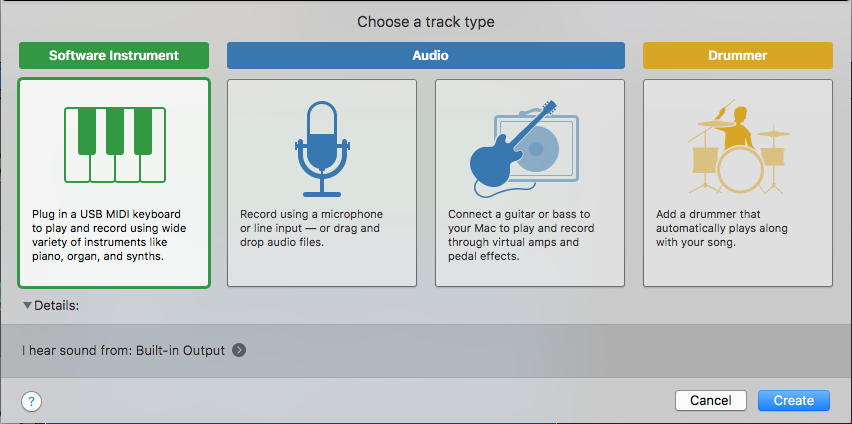 Choose a track type
Software Instrument
Audio
Drummer
Plug in a USB MIDI keyboard
to play and record using wide
variety of instruments like
piano, organ, and synths.
Record using a microphone
or line input — or drag and
drop audio files.
Connect a guitar or bass to
your Mac to play and record
through virtual amps and
pedal effects.
Add a drummer that
automatically plays along
with your song.
Details:
I hear sound from: Built-in Output
?
Cancel
Create